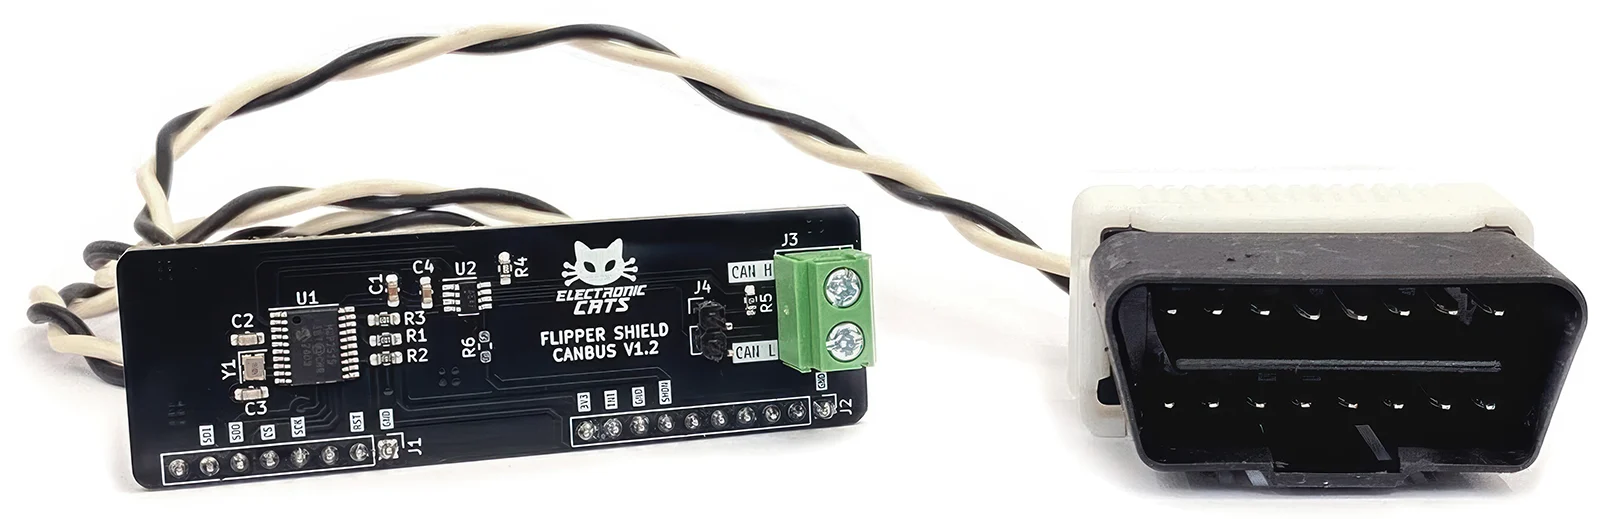 J3
CAN H
R4
U2
C4
C1
ELECTRONIC
CATS
J4
R5
U1
C2
R3
R1
R2
R6
FLIPPER SHIELD
CANBUS V1.2
CAN L
Y1
C3
3V3
INT
GND
SHDN
GND
J2
SDI
SDO
CS
SCK
RST
GND
J1